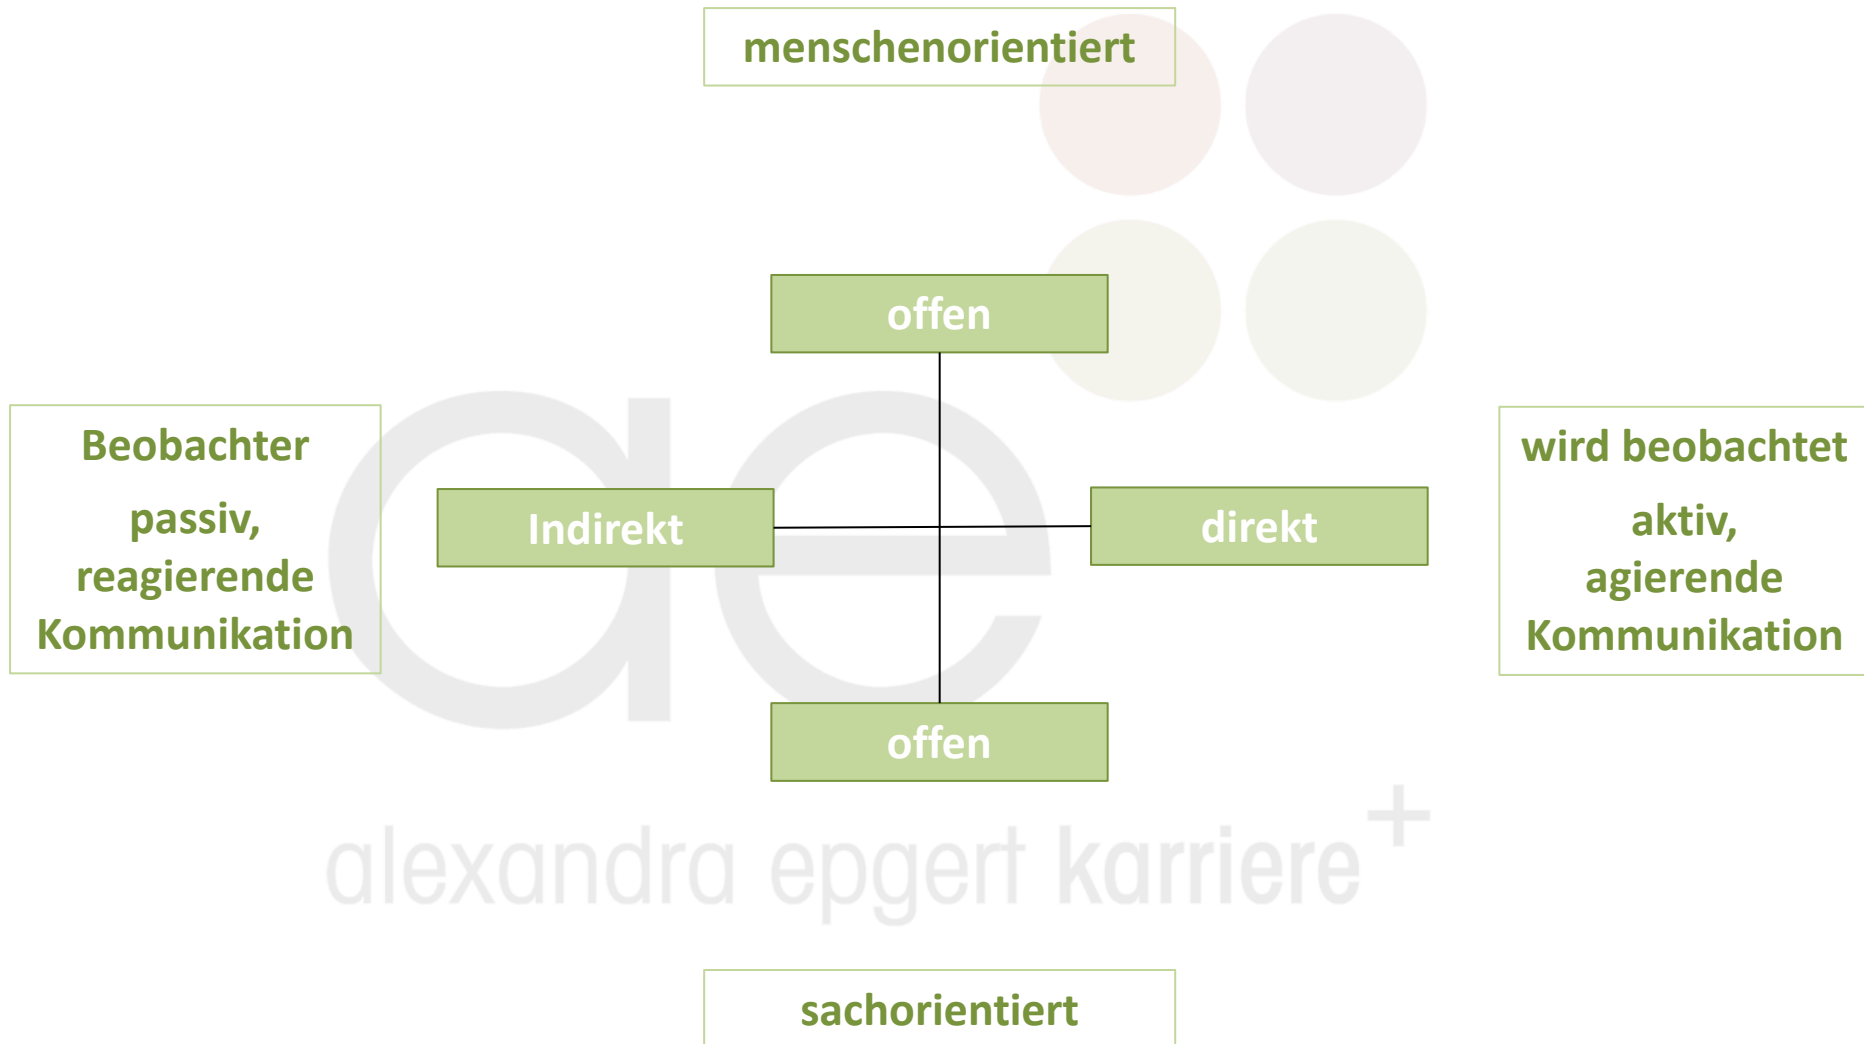 menschenorientiert
offen
Beobachter
passiv,
reagierende
Kommunikation
Indirekt
direkt
wird beobachtet
aktiv,
agierende
Kommunikation
offen
ae
alexandra epgert karriere+
sachorientiert